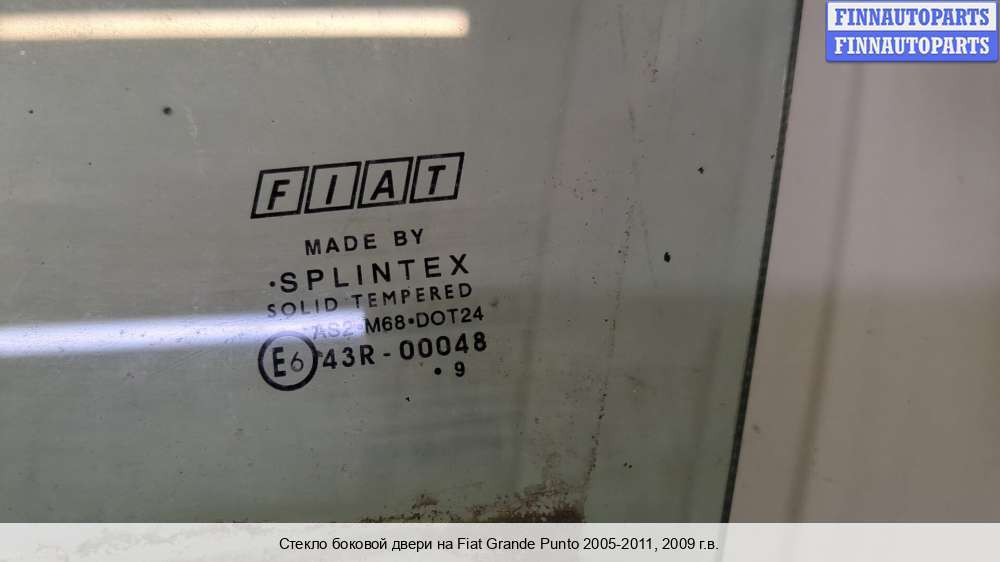 FINNAUTOPARTS
FINNAUTOPARTS
FIAT
MADE BY
•SPLINTEX
SOLID TEMPERED
AS2•M68•DOT24
E6 43R-00048
• 9
Стекло боковой двери на Fiat Grande Punto 2005-2011, 2009 г.в.